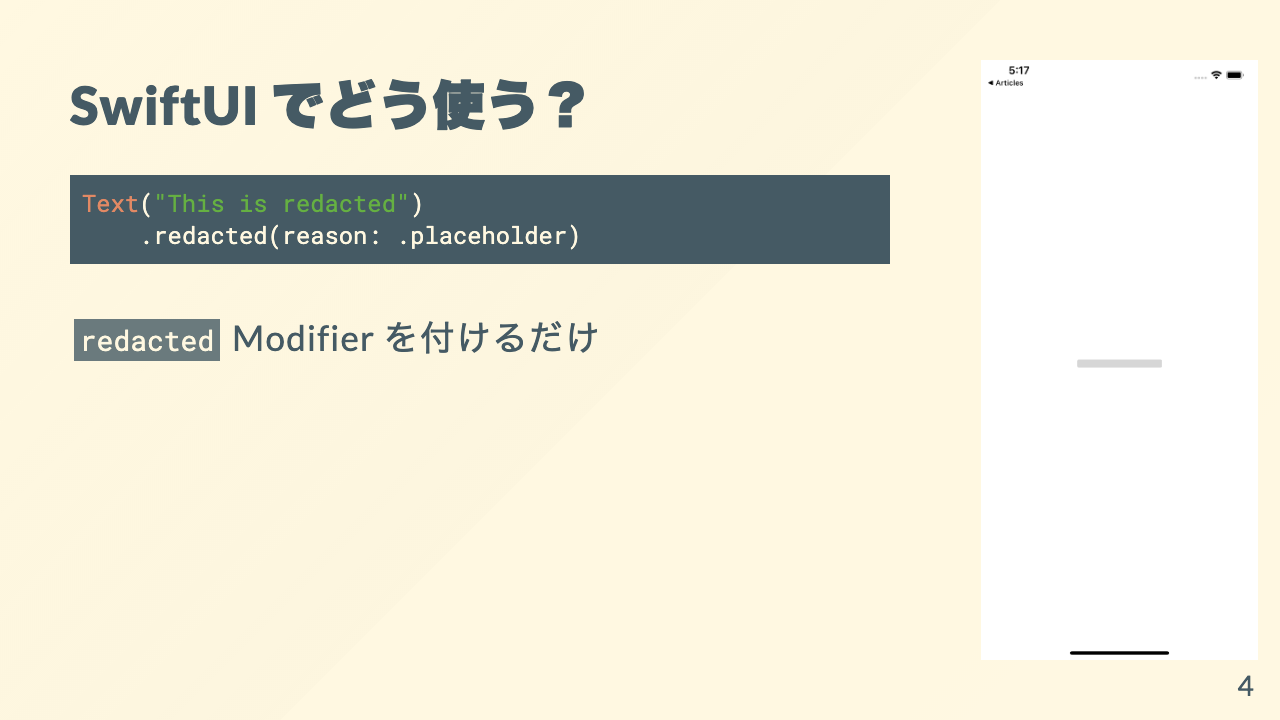 SwiftUI でどう使う？
Text("This is redacted")
    .redacted(reason: .placeholder)
redacted Modifier を付けるだけ
5:17
◀ Articles
4